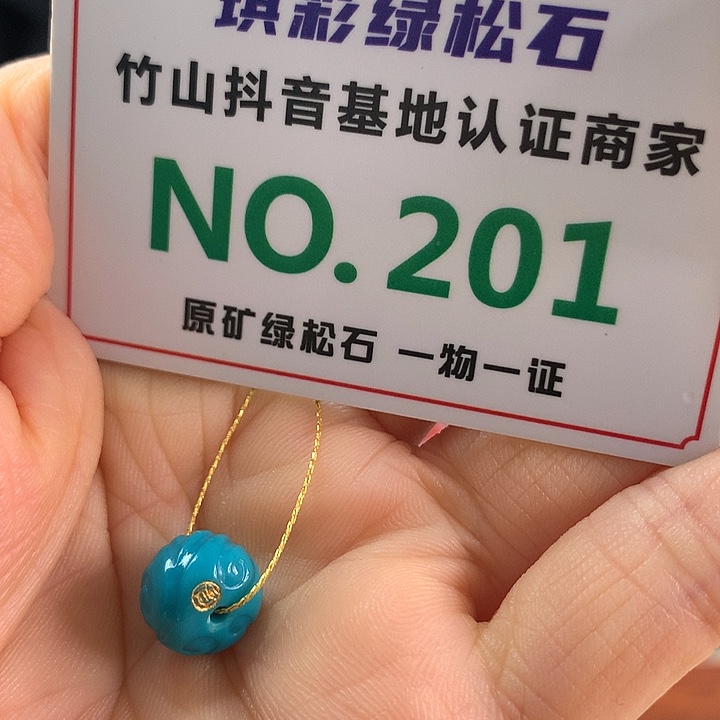 琪彩绿松石
竹山抖音基地认证商家
NO.201
原矿绿松石 一物一证